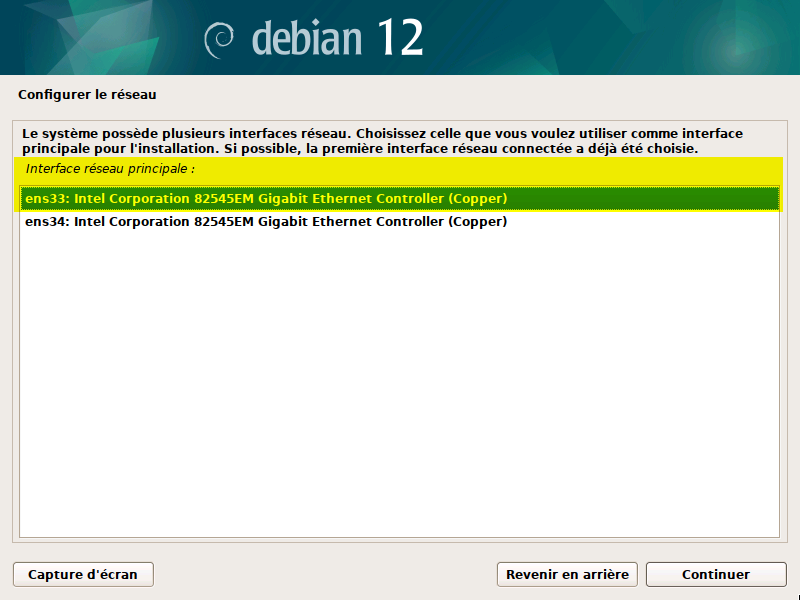 debian 12
Configurer le réseau
Le système possède plusieurs interfaces réseau. Choisissez celle que vous voulez utiliser comme interface
principale pour l'installation. Si possible, la première interface réseau connectée a déjà été choisie.
Interface réseau principale :
ens33: Intel Corporation 82545EM Gigabit Ethernet Controller (Copper)
ens34: Intel Corporation 82545EM Gigabit Ethernet Controller (Copper)
Capture d'écran
Revenir en arrière
Continuer